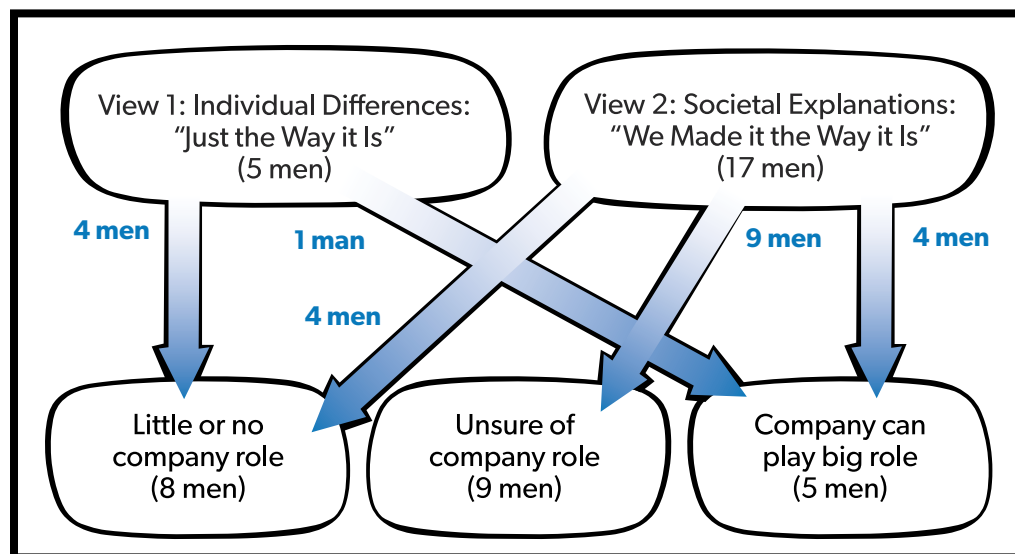 View 1: Individual Differences:
“Just the Way it Is”
(5 men)
View 2: Societal Explanations:
“We Made it the Way it Is”
(17 men)
4 men
1 man
9 men
4 men
4 men
Little or no
company role
(8 men)
Unsure of
company role
(9 men)
Company can
play big role
(5 men)